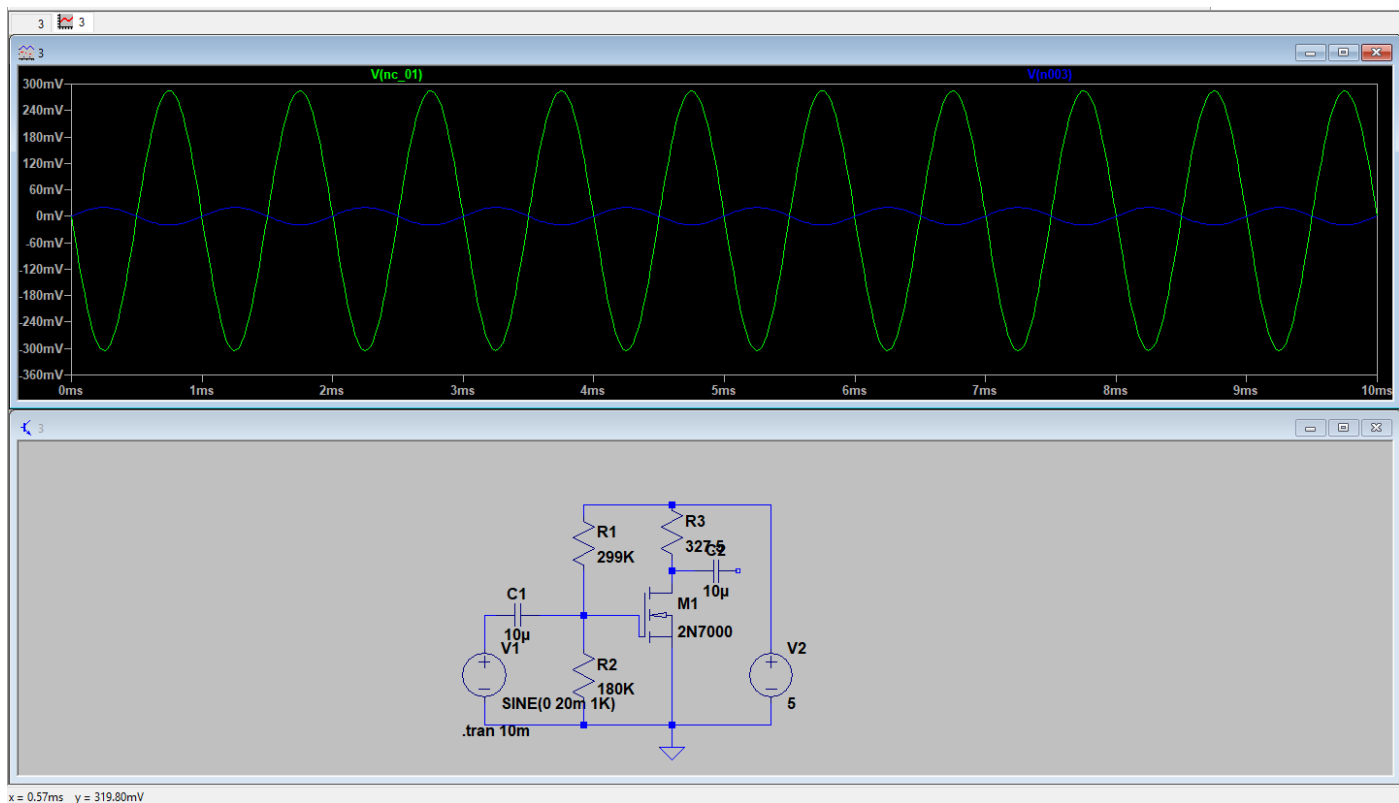 3
3
3
V(nc_01)
V(n003)
300mV
240mV
180mV
120mV
60mV
0mV
-60mV
-120mV
-180mV
-240mV
-300mV
-360mV
0ms
1ms
2ms
3ms
4ms
5ms
6ms
7ms
8ms
9ms
10ms
3
R1
299K
R3
327.5
C2
10µ
C1
10µ
M1
2N7000
V1
R2
180K
V2
5
SINE(0 20m 1K)
.tran 10m
x = 0.57ms y = 319.80mV